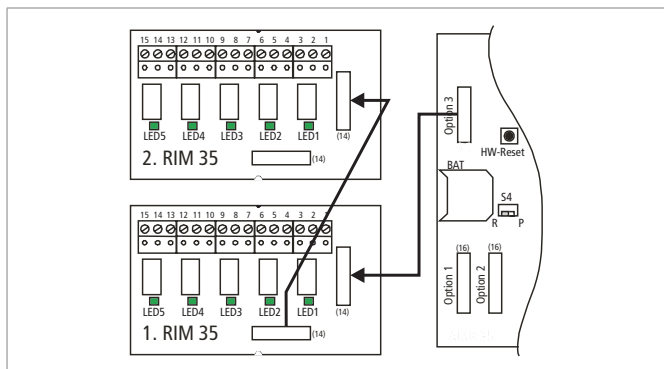 15 14 13 12 11 10 9 8 7 6 5 4 3 2 1
LED5 LED4 LED3 LED2 LED1
(14)
2. RIM 35
(14)
15 14 13 12 11 10 9 8 7 6 5 4 3 2 1
LED5 LED4 LED3 LED2 LED1
(14)
1. RIM 35
(14)
Option 3
HW-Reset
BAT
S4
R P
(16) (16)
Option 1
Option 2